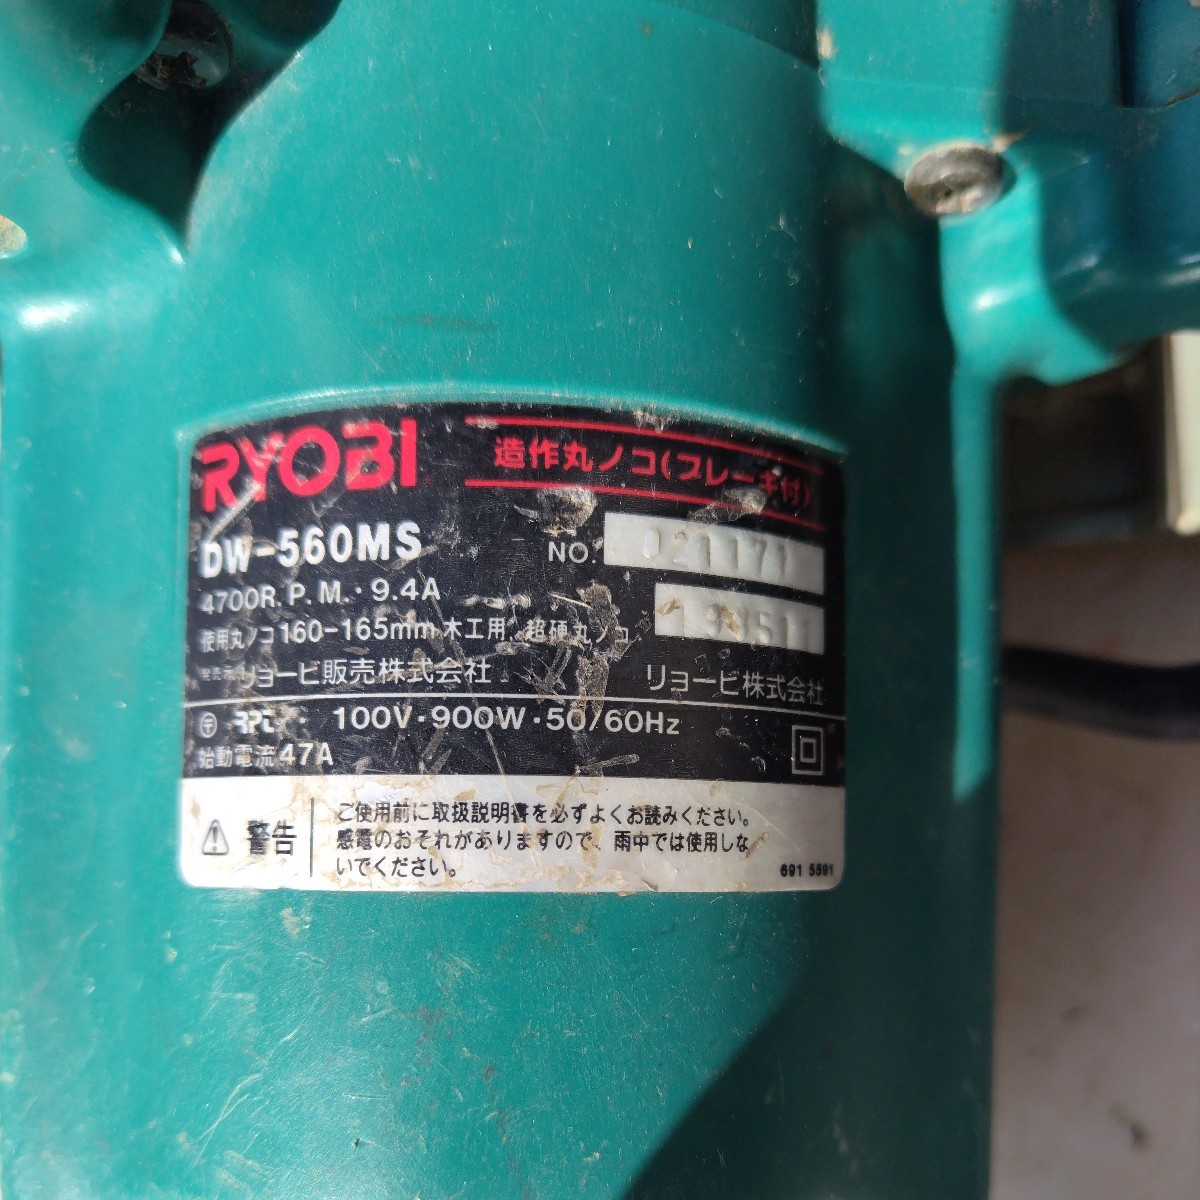 RYOBI
造作丸ノコ(ブレーキ付)
DW-560MS
NO. 021171
4700R.P.M.・9.4A
使用丸ノコ160-165mm 木工用 超硬丸ノコ
発売元 リョービ販売株式会社 リョービ株式会社
100V・900W・50/60Hz
始動電流47A
警告
ご使用前に取扱説明書を必ずよくお読みください。
感電のおそれがありますので、雨中では使用しな
いでください。
691 5591